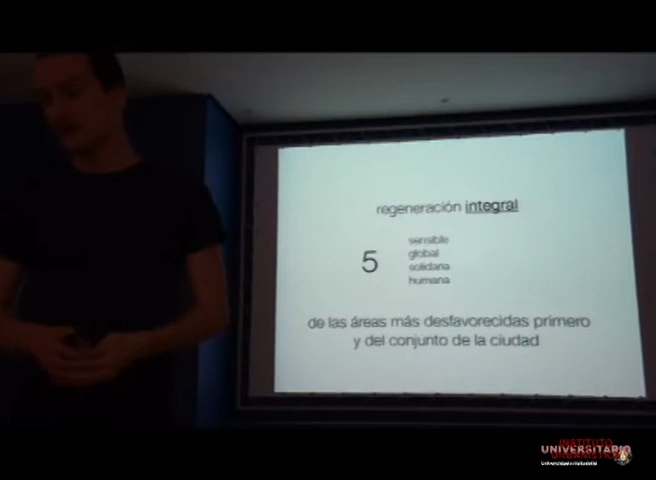 regeneración integral
5
sensible
global
solidaria
humana
de las áreas más desfavorecidas primero
y del conjunto de la ciudad
INSTITUTO
UNIVERSITARIO
URBANÍSTICA